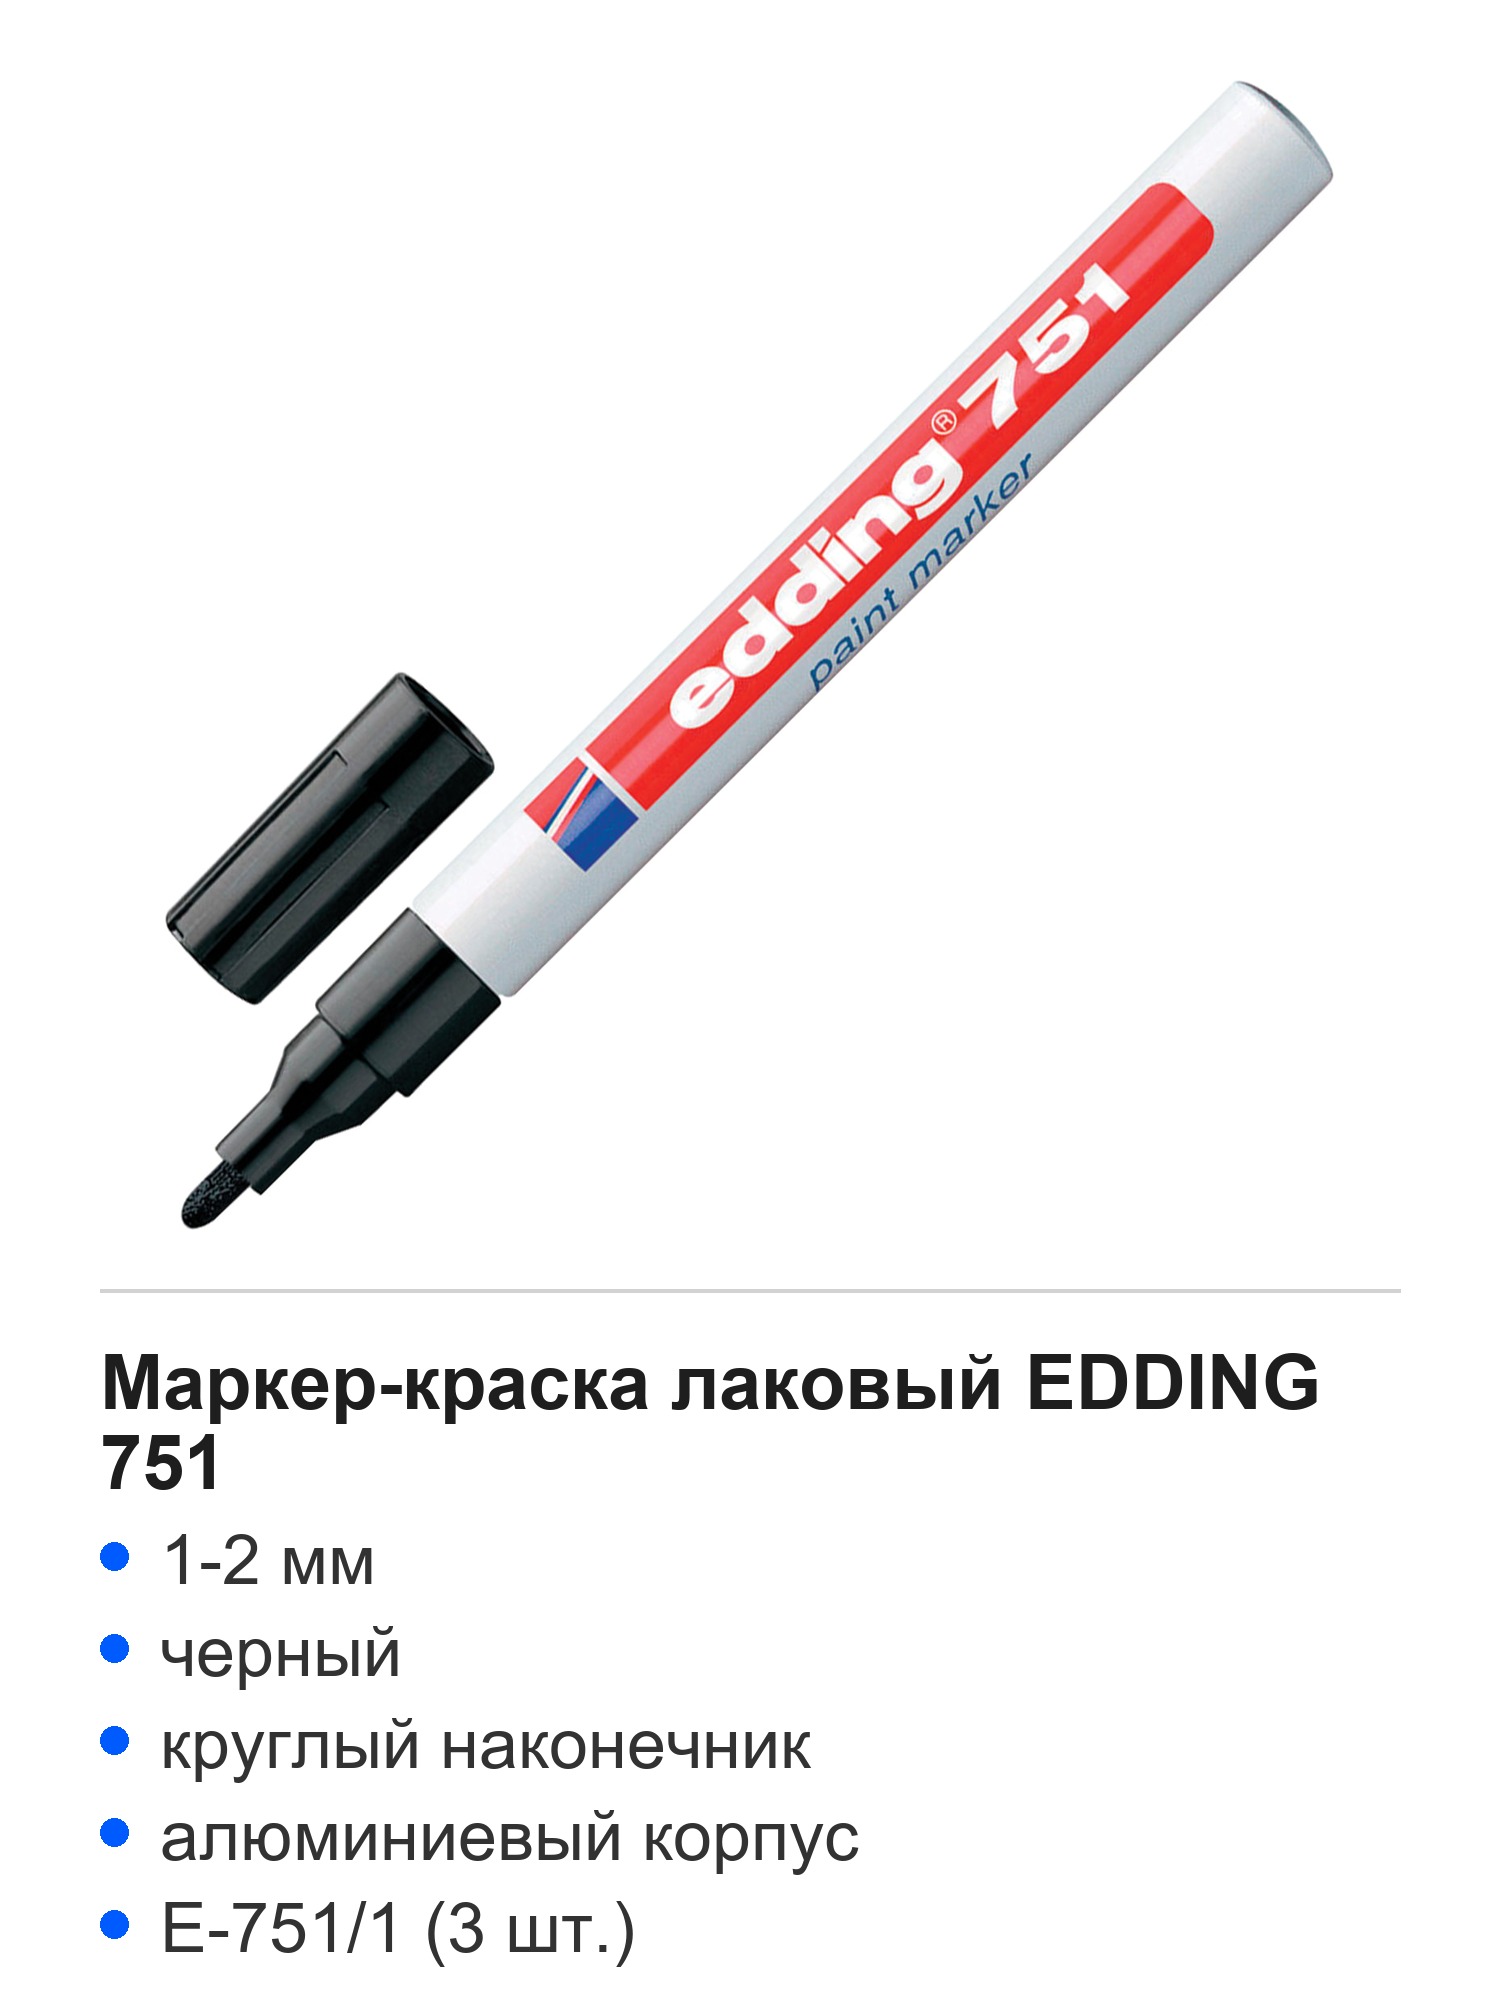 edding® 751
paint marker
Маркер-краска лаковый EDDING
751
1-2 мм
черный
круглый наконечник
алюминиевый корпус
E-751/1 (3 шт.)